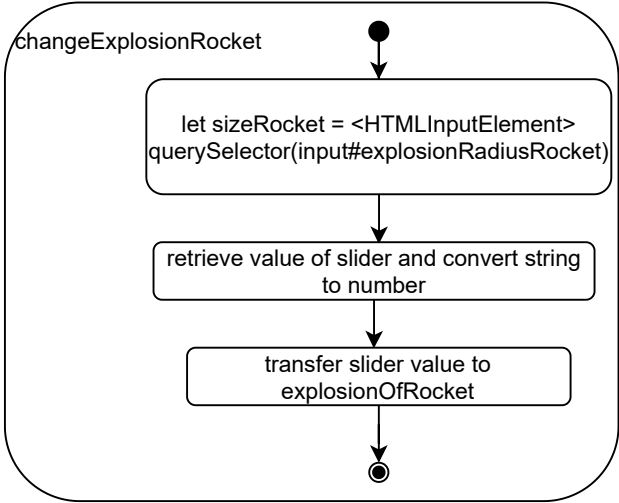 changeExplosionRocket
let sizeRocket = <HTMLInputElement>
querySelector(input#explosionRadiusRocket)
retrieve value of slider and convert string
to number
transfer slider value to
explosionOfRocket